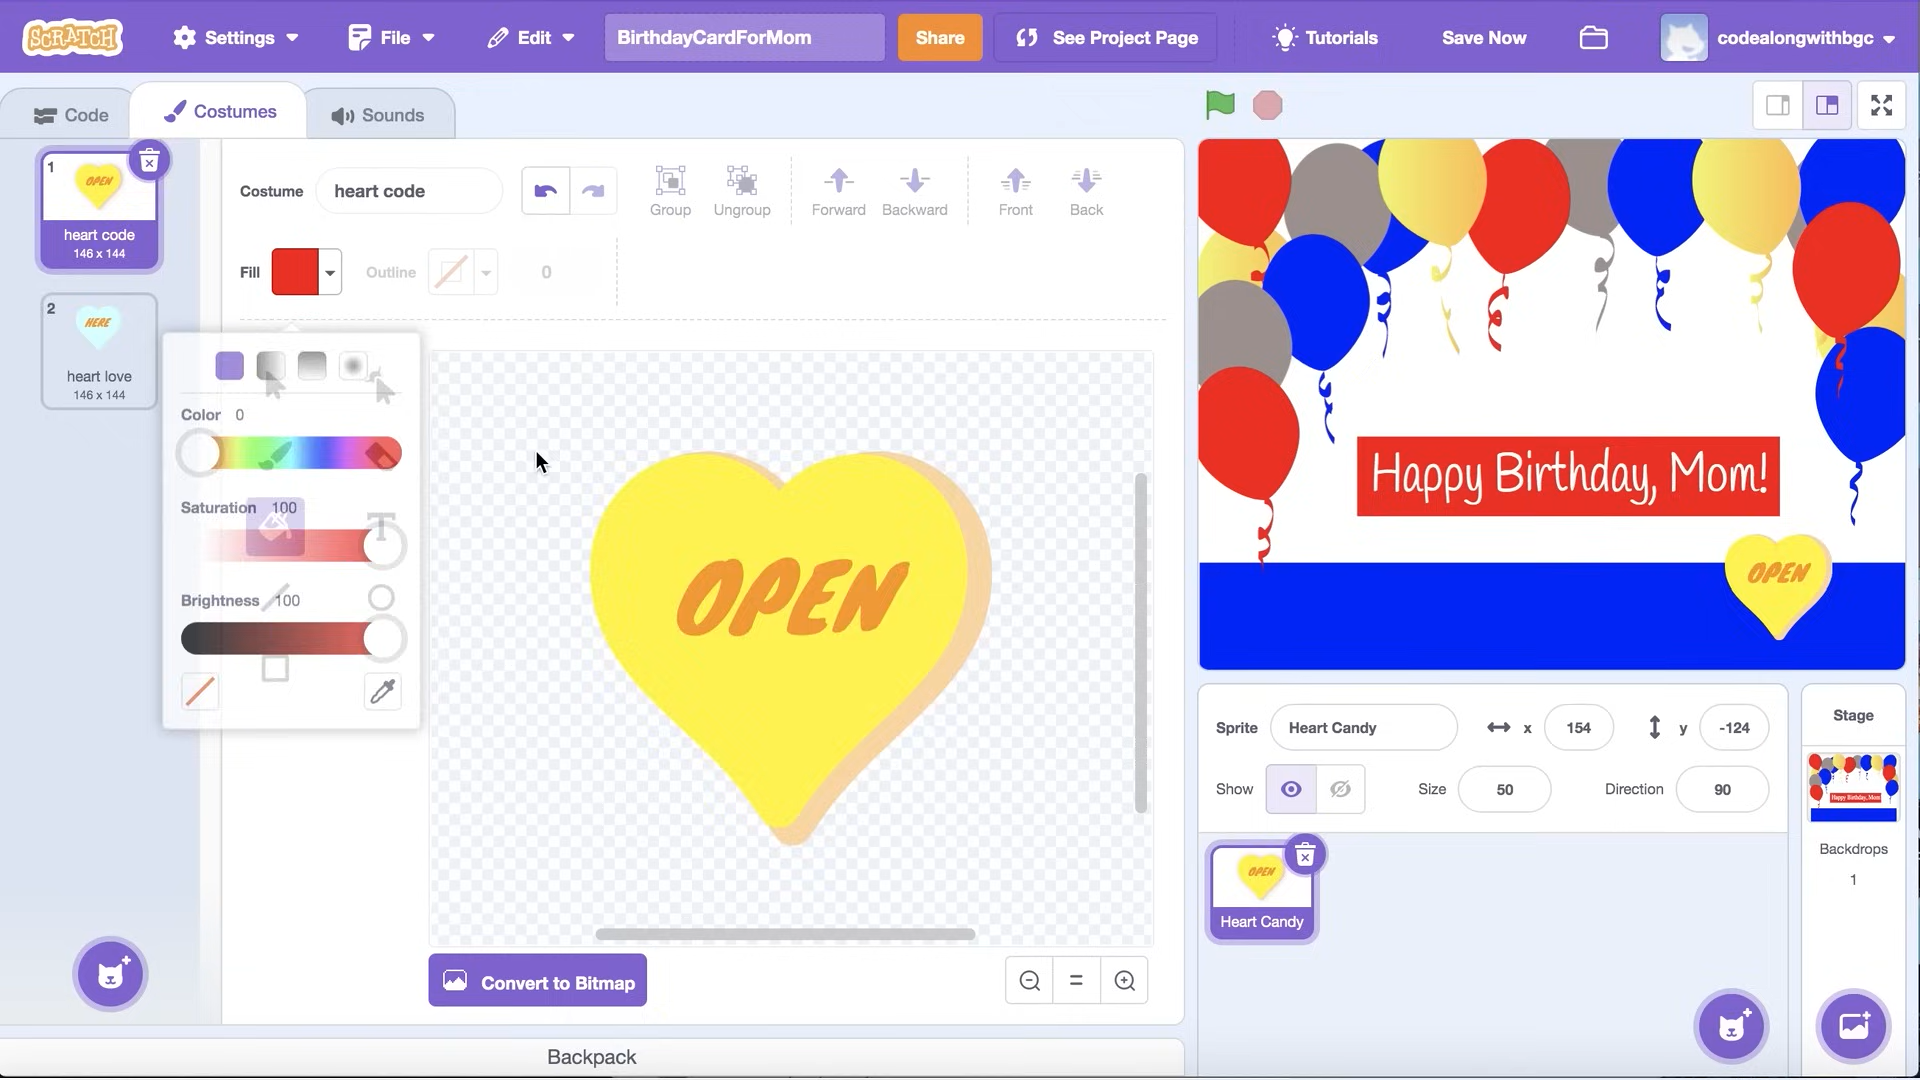 SCRATCH
Settings
File
Edit
BirthdayCardForMom
Share
See Project Page
Tutorials
Save Now
codealongwithbgc
Code
Costumes
Sounds
1
OPEN
heart code
146 x 144
2
HERE
heart love
146 x 144
Costume
heart code
Group
Ungroup
Forward
Backward
Front
Back
Fill
Outline
0
Color 0
Saturation 100
Brightness 100
T
OPEN
Convert to Bitmap
Backpack
Happy Birthday, Mom!
OPEN
Sprite
Heart Candy
x
154
y
-124
Show
Size
50
Direction
90
OPEN
Heart Candy
Stage
Happy Birthday, Mom!
Backdrops
1